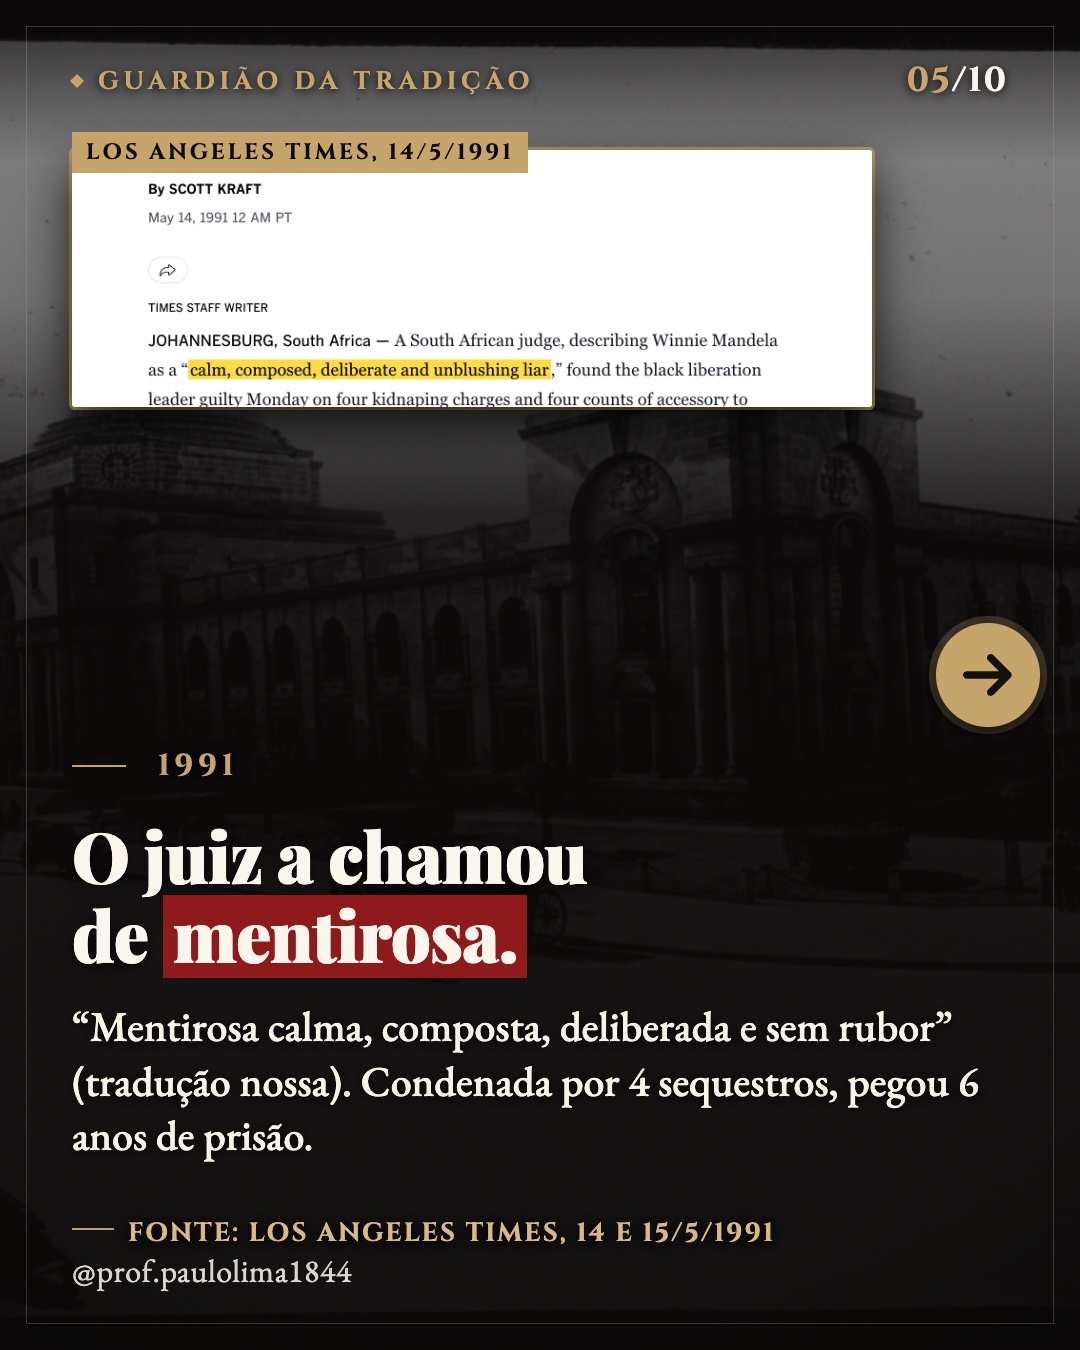 GUARDIÃO DA TRADIÇÃO
05/10
LOS ANGELES TIMES, 14/5/1991
By SCOTT KRAFT
May 14, 1991 12 AM PT
TIMES STAFF WRITER
JOHANNESBURG, South Africa — A South African judge, describing Winnie Mandela
as a “calm, composed, deliberate and unblushing liar,” found the black liberation
leader guilty Monday on four kidnaping charges and four counts of accessory to
1991
O juiz a chamou
de mentirosa.
“Mentirosa calma, composta, deliberada e sem rubor”
(tradução nossa). Condenada por 4 sequestros, pegou 6
anos de prisão.
FONTE: LOS ANGELES TIMES, 14 E 15/5/1991
@prof.paulolima1844